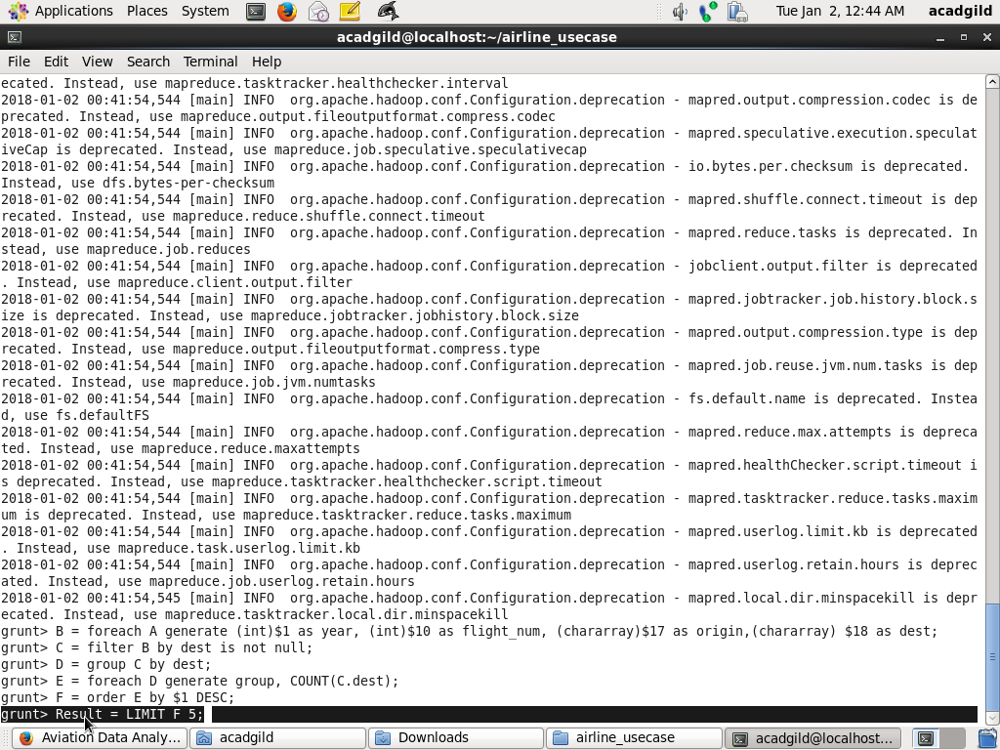 Applications Places System Tue Jan 2, 12:44 AM acadgild
acadgild@localhost:~/airline_usecase
File Edit View Search Terminal Help
ecated. Instead, use mapreduce.tasktracker.healthchecker.interval
2018-01-02 00:41:54,544 [main] INFO  org.apache.hadoop.conf.Configuration.deprecation - mapred.output.compression.codec is de
precated. Instead, use mapreduce.output.fileoutputformat.compress.codec
2018-01-02 00:41:54,544 [main] INFO  org.apache.hadoop.conf.Configuration.deprecation - mapred.speculative.execution.speculat
iveCap is deprecated. Instead, use mapreduce.job.speculative.speculativecap
2018-01-02 00:41:54,544 [main] INFO  org.apache.hadoop.conf.Configuration.deprecation - io.bytes.per.checksum is deprecated.
Instead, use dfs.bytes-per-checksum
2018-01-02 00:41:54,544 [main] INFO  org.apache.hadoop.conf.Configuration.deprecation - mapred.shuffle.connect.timeout is dep
recated. Instead, use mapreduce.reduce.shuffle.connect.timeout
2018-01-02 00:41:54,544 [main] INFO  org.apache.hadoop.conf.Configuration.deprecation - mapred.reduce.tasks is deprecated. In
stead, use mapreduce.job.reduces
2018-01-02 00:41:54,544 [main] INFO  org.apache.hadoop.conf.Configuration.deprecation - jobclient.output.filter is deprecated
. Instead, use mapreduce.client.output.filter
2018-01-02 00:41:54,544 [main] INFO  org.apache.hadoop.conf.Configuration.deprecation - mapred.jobtracker.job.history.block.s
ize is deprecated. Instead, use mapreduce.jobtracker.jobhistory.block.size
2018-01-02 00:41:54,544 [main] INFO  org.apache.hadoop.conf.Configuration.deprecation - mapred.output.compression.type is dep
recated. Instead, use mapreduce.output.fileoutputformat.compress.type
2018-01-02 00:41:54,544 [main] INFO  org.apache.hadoop.conf.Configuration.deprecation - mapred.job.reuse.jvm.num.tasks is dep
recated. Instead, use mapreduce.job.jvm.numtasks
2018-01-02 00:41:54,544 [main] INFO  org.apache.hadoop.conf.Configuration.deprecation - fs.default.name is deprecated. Instea
d, use fs.defaultFS
2018-01-02 00:41:54,544 [main] INFO  org.apache.hadoop.conf.Configuration.deprecation - mapred.reduce.max.attempts is depreca
ted. Instead, use mapreduce.reduce.maxattempts
2018-01-02 00:41:54,544 [main] INFO  org.apache.hadoop.conf.Configuration.deprecation - mapred.healthChecker.script.timeout i
s deprecated. Instead, use mapreduce.tasktracker.healthchecker.script.timeout
2018-01-02 00:41:54,544 [main] INFO  org.apache.hadoop.conf.Configuration.deprecation - mapred.tasktracker.reduce.tasks.maxim
um is deprecated. Instead, use mapreduce.tasktracker.reduce.tasks.maximum
2018-01-02 00:41:54,544 [main] INFO  org.apache.hadoop.conf.Configuration.deprecation - mapred.userlog.limit.kb is deprecated
. Instead, use mapreduce.task.userlog.limit.kb
2018-01-02 00:41:54,544 [main] INFO  org.apache.hadoop.conf.Configuration.deprecation - mapred.userlog.retain.hours is deprec
ated. Instead, use mapreduce.job.userlog.retain.hours
2018-01-02 00:41:54,545 [main] INFO  org.apache.hadoop.conf.Configuration.deprecation - mapred.local.dir.minspacekill is depr
ecated. Instead, use mapreduce.tasktracker.local.dir.minspacekill
grunt> B = foreach A generate (int)$1 as year, (int)$10 as flight_num, (chararray)$17 as origin,(chararray) $18 as dest;
grunt> C = filter B by dest is not null;
grunt> D = group C by dest;
grunt> E = foreach D generate group, COUNT(C.dest);
grunt> F = order E by $1 DESC;
grunt> Result = LIMIT F 5;
Aviation Data Analy... acadgild Downloads airline_usecase acadgild@localhost...